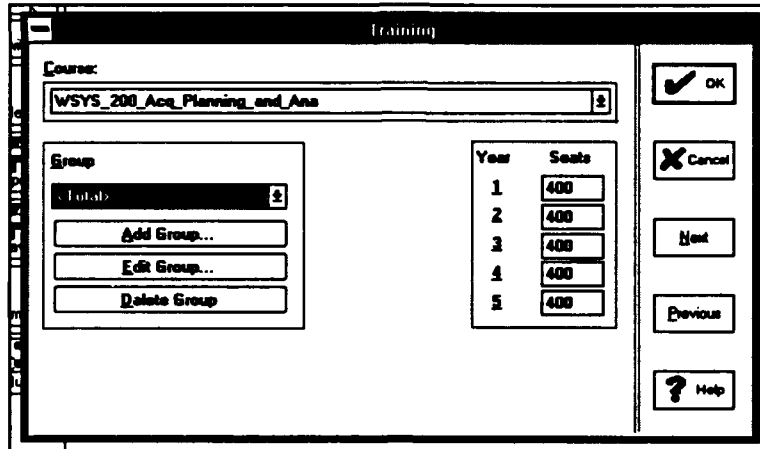 Training
Course:
WSYS_200_Acq_Planning_and_Ana
Group
<Total>
Add Group...
Edit Group...
Delete Group
Year Seats
1 400
2 400
3 400
4 400
5 400
OK
Cancel
Next
Previous
Help